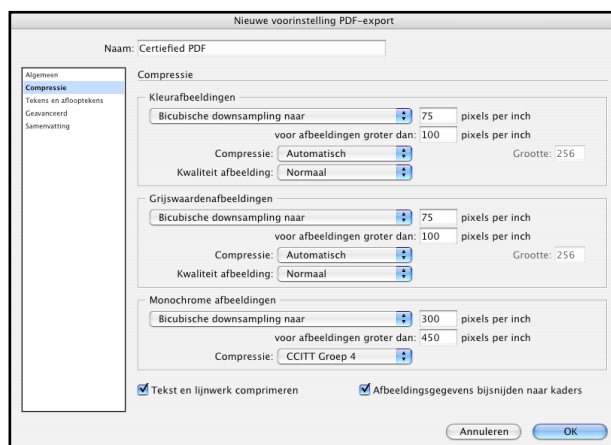 Nieuwe voorinstelling PDF-export
Naam: Certiefied PDF
Algemeen
Compressie
Tekens en aflooptekens
Geavanceerd
Samenvatting
Compressie
Kleurafbeeldingen
Bicubische downsampling naar 75 pixels per inch
voor afbeeldingen groter dan: 100 pixels per inch
Compressie: Automatisch Grootte: 256
Kwaliteit afbeelding: Normaal
Grijswaardenafbeeldingen
Bicubische downsampling naar 75 pixels per inch
voor afbeeldingen groter dan: 100 pixels per inch
Compressie: Automatisch Grootte: 256
Kwaliteit afbeelding: Normaal
Monochrome afbeeldingen
Bicubische downsampling naar 300 pixels per inch
voor afbeeldingen groter dan: 450 pixels per inch
Compressie: CCITT Groep 4
Tekst en lijnwerk comprimeren Afbeeldingsgegevens bijsnijden naar kaders
Annuleren OK